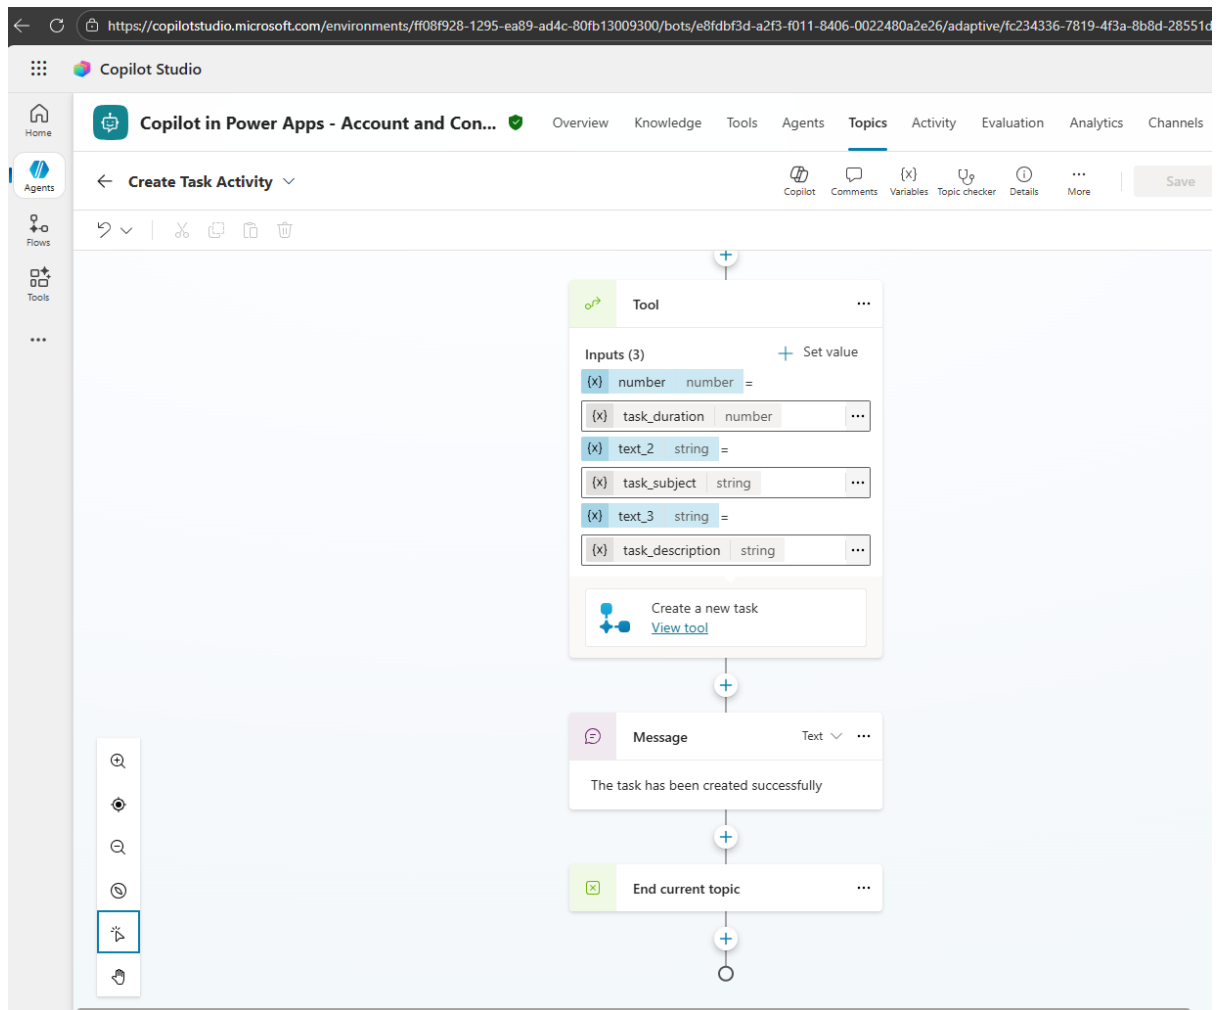 https://copilotstudio.microsoft.com/environments/ff08f928-1295-ea89-ad4c-80fb13009300/bots/e8fdbf3d-a2f3-f011-8406-0022480a2e26/adaptive/fc234336-7819-4f3a-8b8d-28551d
Copilot Studio
Home
Agents
Flows
Tools
Copilot in Power Apps - Account and Con...
Overview Knowledge Tools Agents Topics Activity Evaluation Analytics Channels
Create Task Activity
Copilot Comments {x} Variables Topic checker Details More Save
Tool
Inputs (3) + Set value
{x} number number =
{x} task_duration number
{x} text_2 string =
{x} task_subject string
{x} text_3 string =
{x} task_description string
Create a new task
View tool
Message Text
The task has been created successfully
End current topic